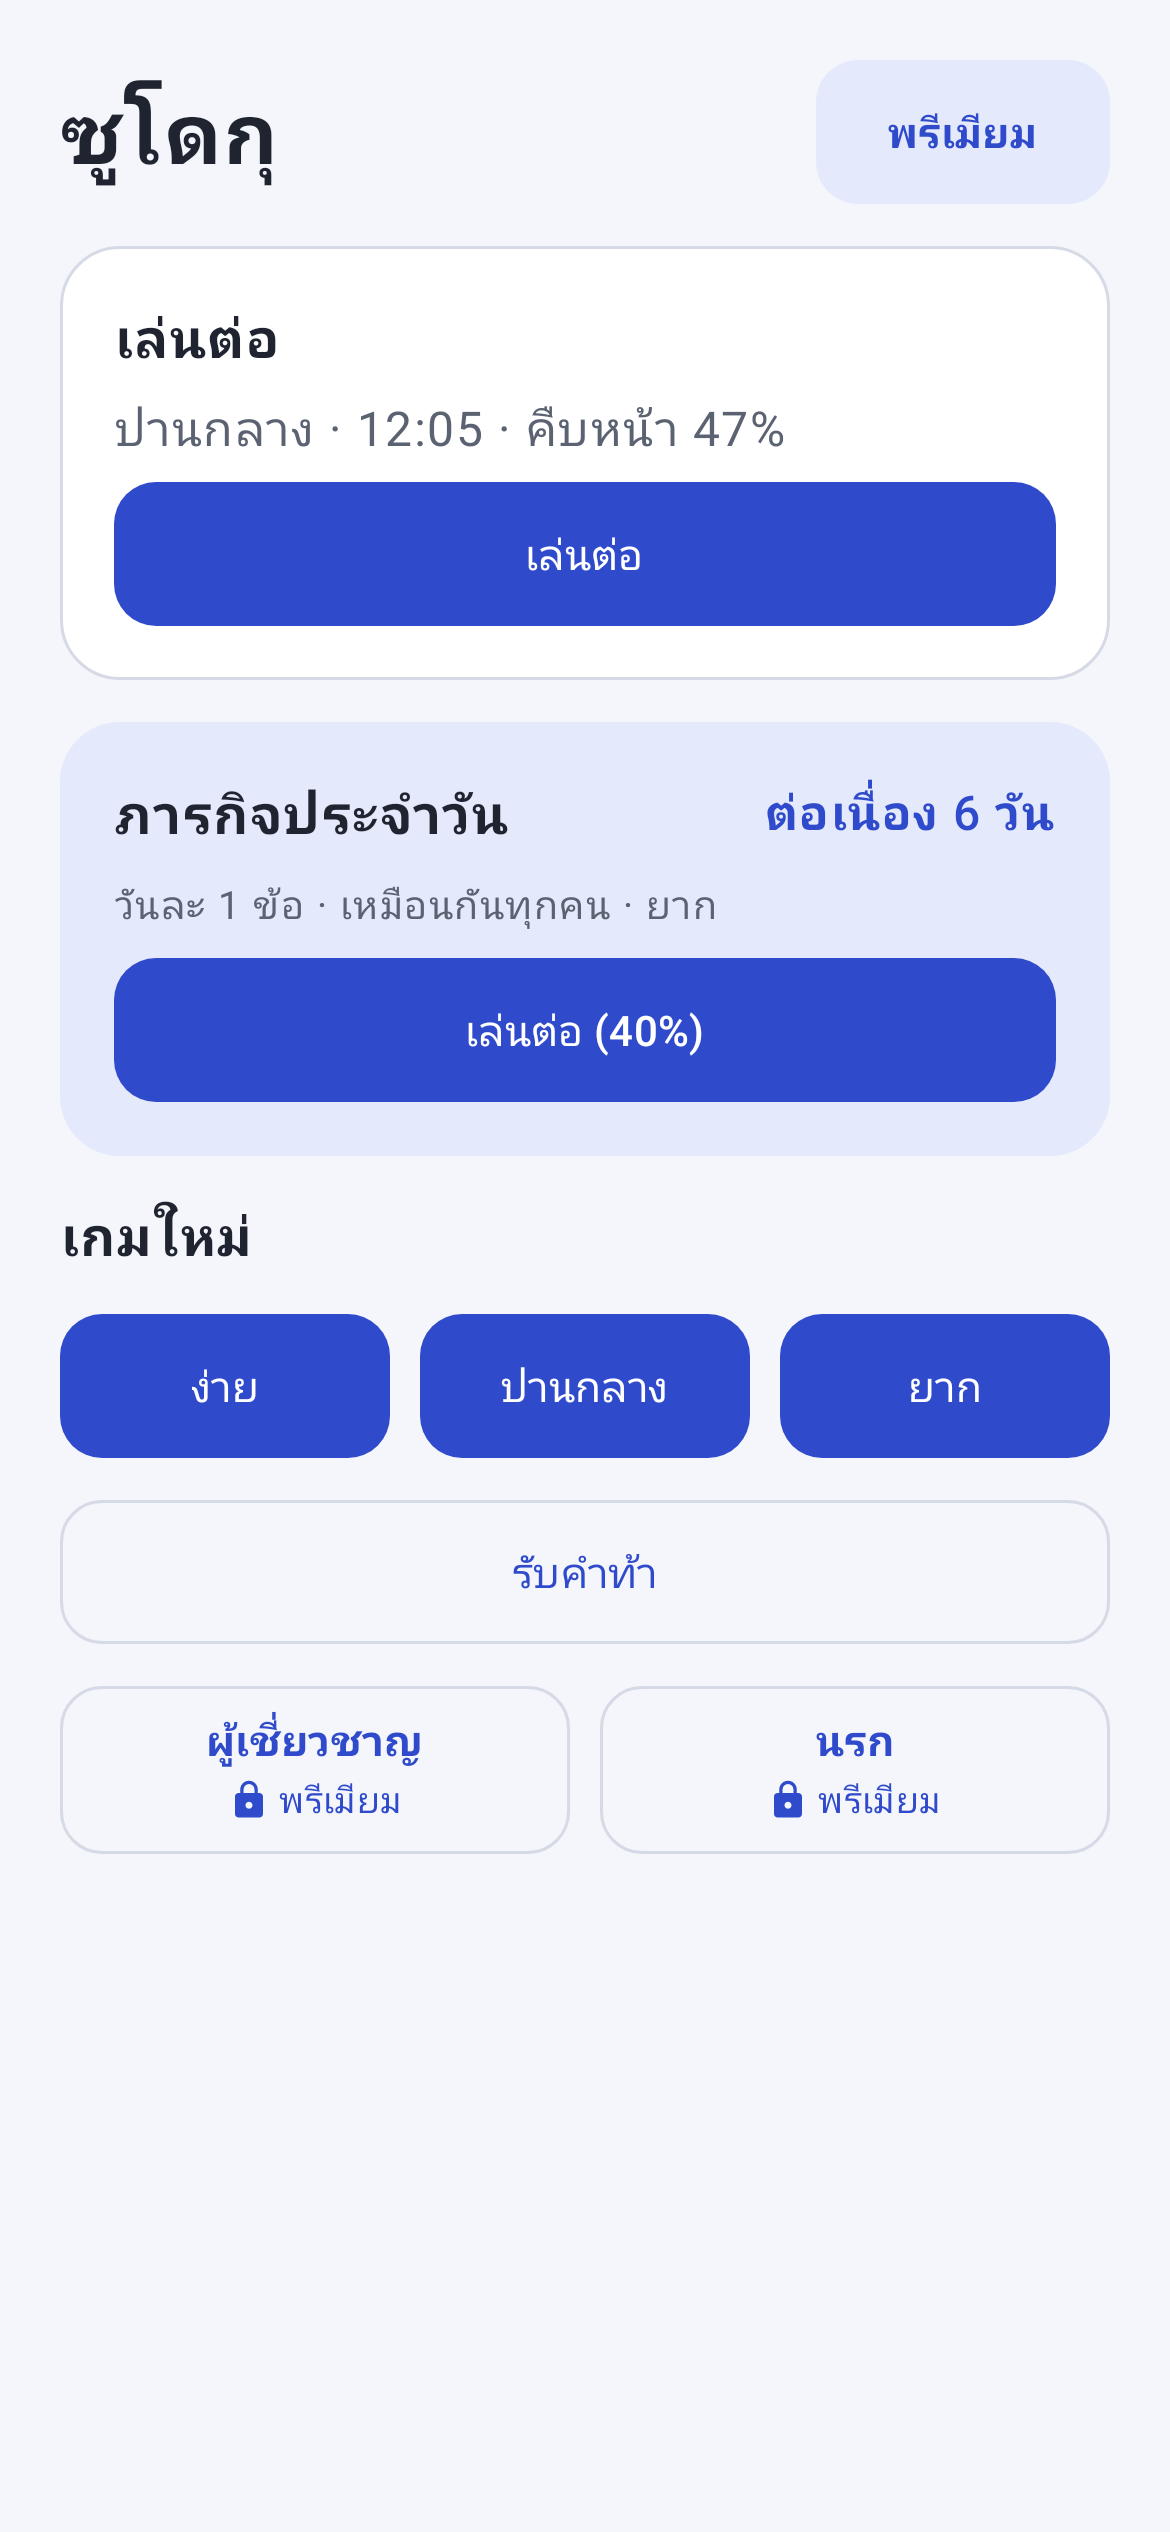 ซูโดกุ
พรีเมียม
เล่นต่อ
ปานกลาง · 12:05 · คืบหน้า 47%
เล่นต่อ
ภารกิจประจำวัน
ต่อเนื่อง 6 วัน
วันละ 1 ข้อ · เหมือนกันทุกคน · ยาก
เล่นต่อ (40%)
เกมใหม่
ง่าย
ปานกลาง
ยาก
รับคำท้า
ผู้เชี่ยวชาญ
พรีเมียม
นรก
พรีเมียม